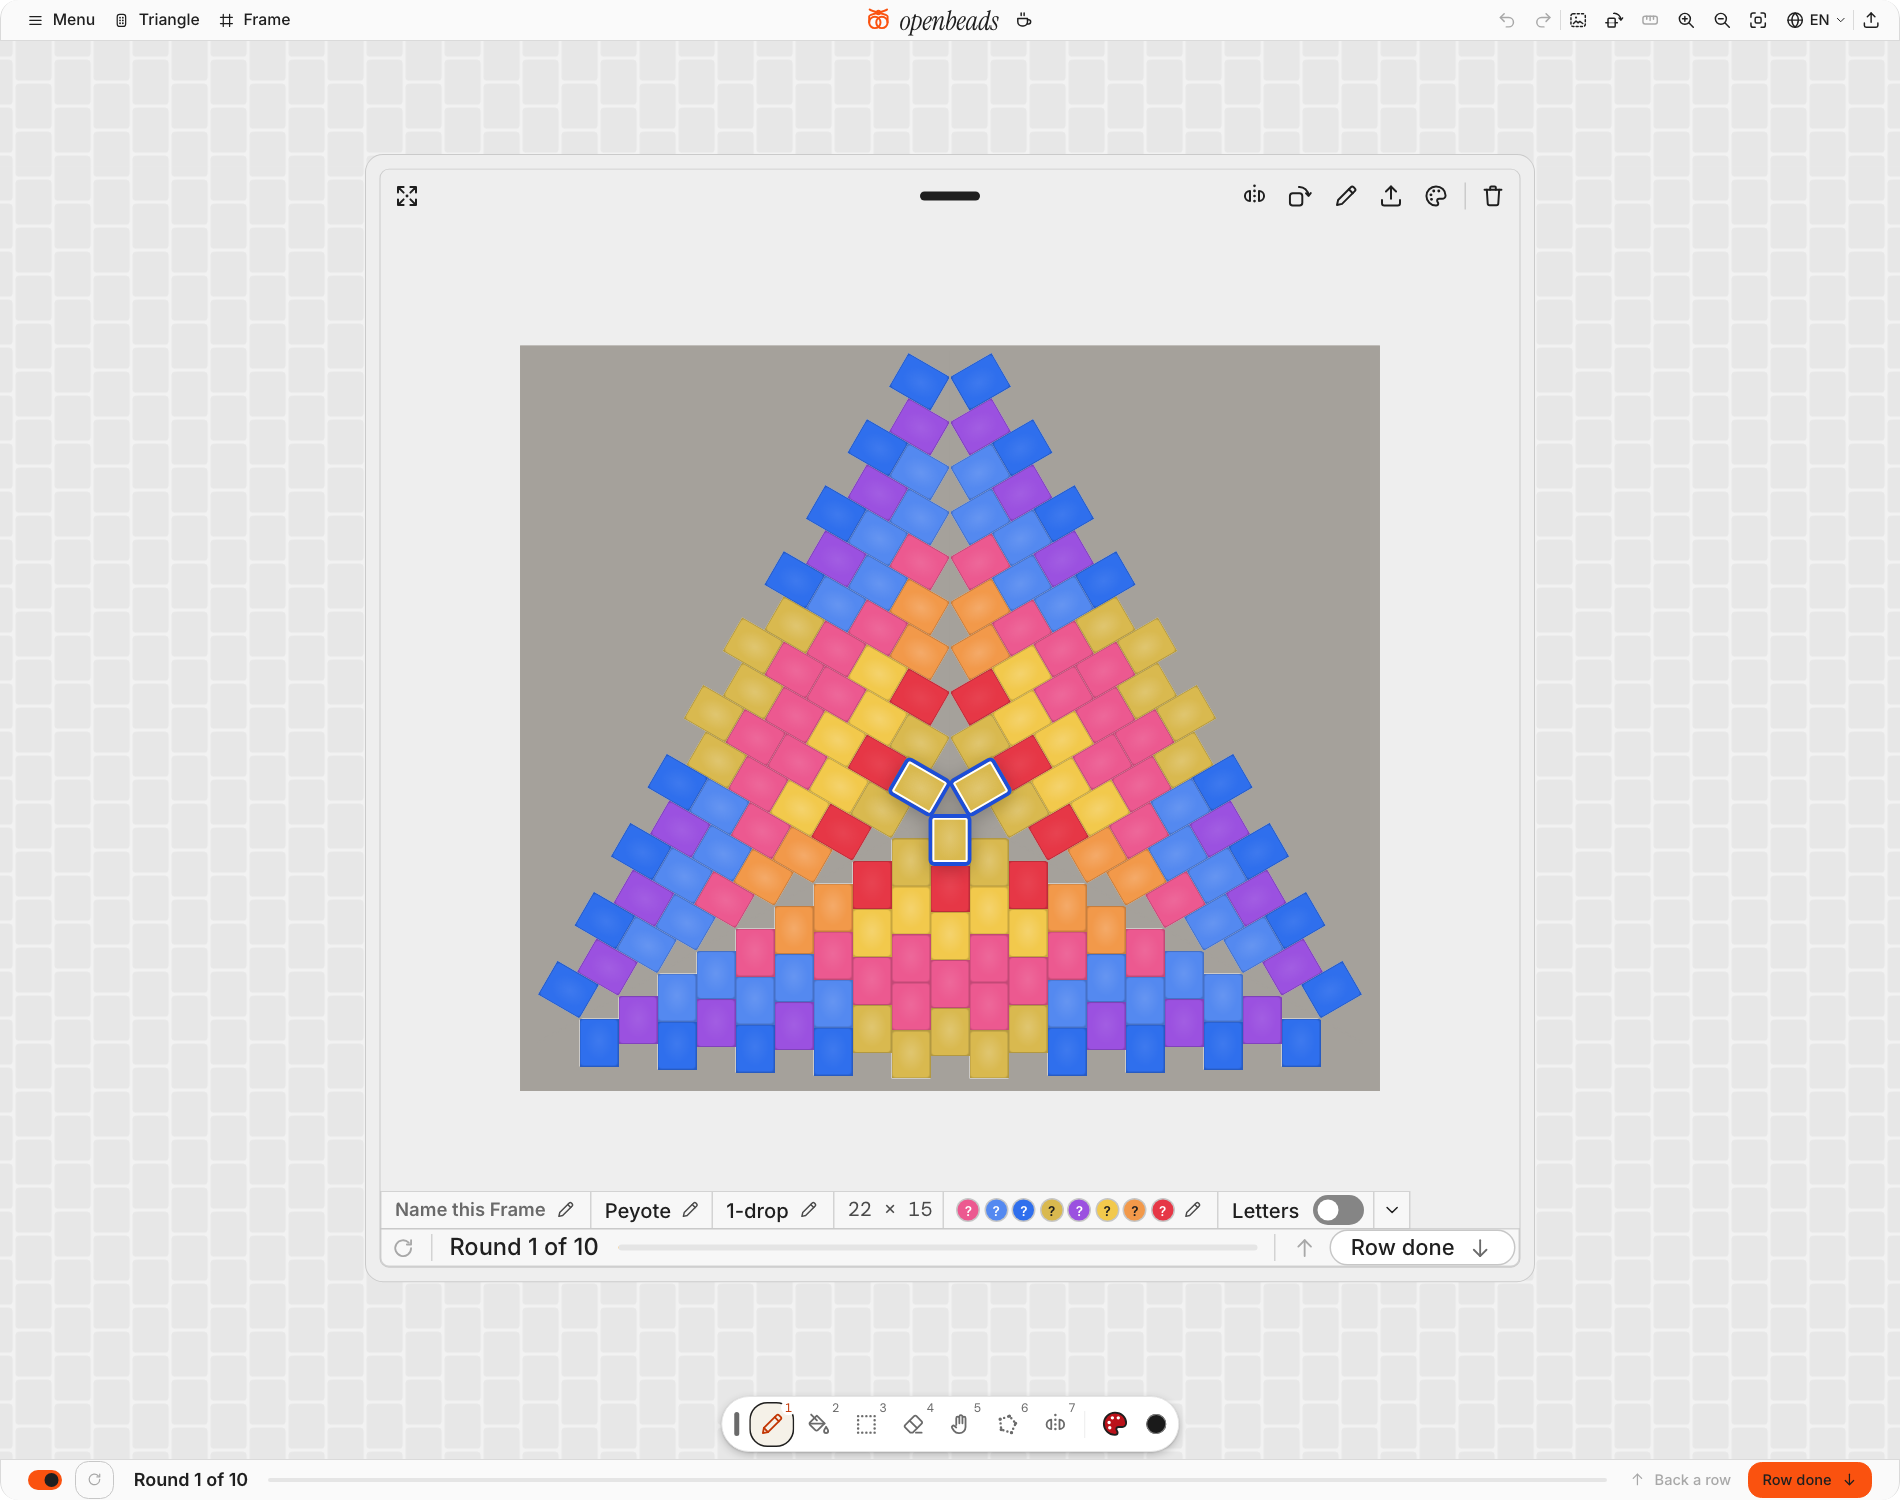 Menu Triangle Frame openbeads EN
Name this Frame Peyote 1-drop 22 × 15 ? ? ? ? ? ? ? ? Letters
Round 1 of 10 Row done
1 2 3 4 5 6 7
Round 1 of 10 Back a row Row done